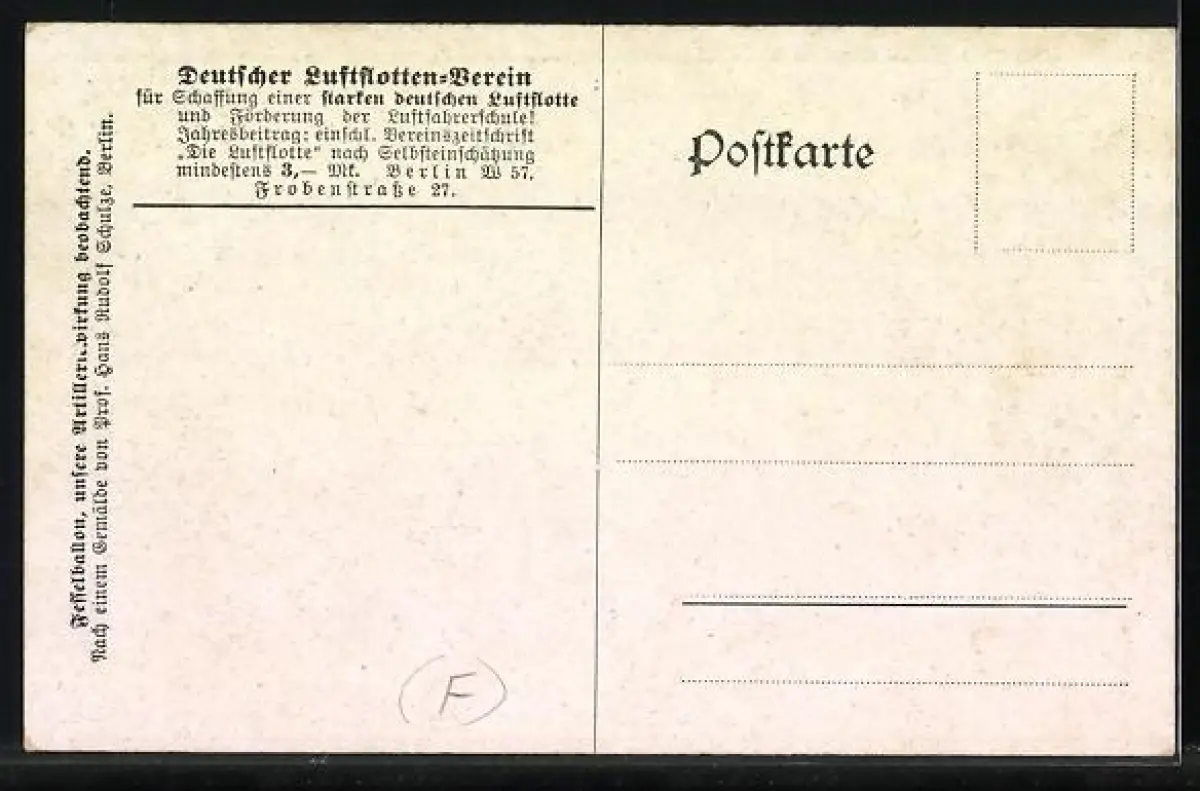 Deutscher Luftflotten-Verein
für Schaffung einer starken deutschen Luftflotte
und Förderung der Luftfahrerschule!
Jahresbeitrag: einschl. Vereinszeitschrift
„Die Luftflotte“ nach Selbsteinschätzung
mindestens 3,— Mk. Berlin W 57,
Frobenstraße 27.
Fesselballon, unsere Artilleriewirkung beobachtend.
Nach einem Gemälde von Prof. Hans Rudolf Schulze, Berlin.
Postkarte
(F)